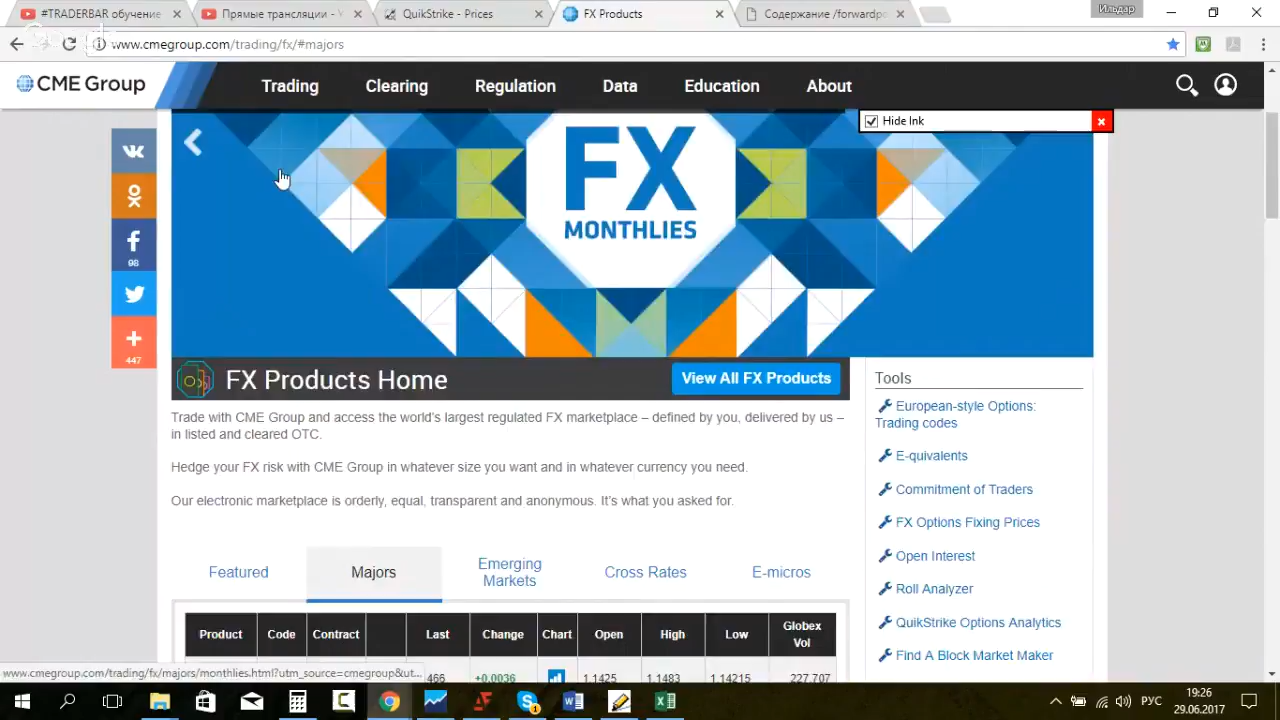 #TRADERBAR обучение
Прямые трансляции - Y
QuikStrike - Prices
FX Products
Содержание /forwardpo
Ильдар
www.cmegroup.com/trading/fx/#majors
CME Group
Trading
Clearing
Regulation
Data
Education
About
Hide Ink
FX
MONTHLIES
98
447
FX Products Home
View All FX Products
Trade with CME Group and access the world's largest regulated FX marketplace – defined by you, delivered by us –
in listed and cleared OTC.
Hedge your FX risk with CME Group in whatever size you want and in whatever currency you need.
Our electronic marketplace is orderly, equal, transparent and anonymous. It's what you asked for.
Tools
European-style Options:
Trading codes
E-quivalents
Commitment of Traders
FX Options Fixing Prices
Open Interest
Roll Analyzer
QuikStrike Options Analytics
Find A Block Market Maker
Featured
Majors
Emerging
Markets
Cross Rates
E-micros
Product
Code
Contract
Last
Change
Chart
Open
High
Low
Globex
Vol
466
+0.0036
1.1425
1.1483
1.14215
227,707
www.cmegroup.com/trading/fx/majors/monthlies.html?utm_source=cmegroup&ut...
РУС
19:26
29.06.2017